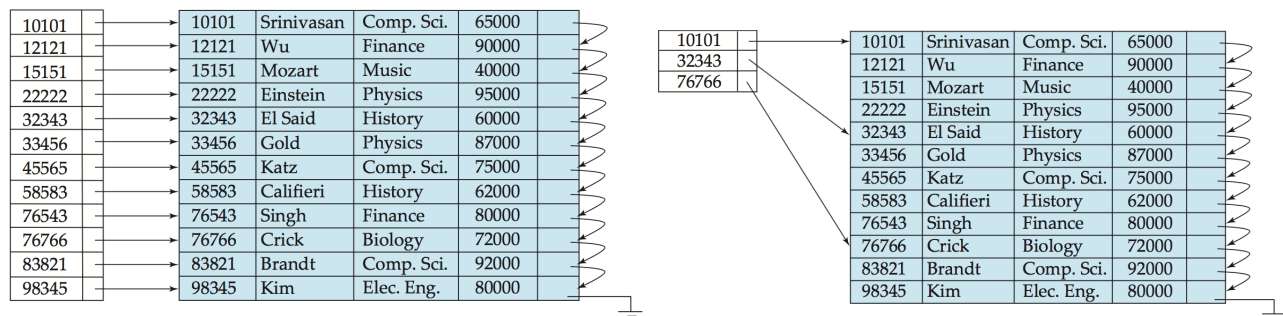 10101 10101 Srinivasan Comp. Sci. 65000
12121 12121 Wu Finance 90000
15151 15151 Mozart Music 40000
22222 22222 Einstein Physics 95000
32343 32343 El Said History 60000
33456 33456 Gold Physics 87000
45565 45565 Katz Comp. Sci. 75000
58583 58583 Califieri History 62000
76543 76543 Singh Finance 80000
76766 76766 Crick Biology 72000
83821 83821 Brandt Comp. Sci. 92000
98345 98345 Kim Elec. Eng. 80000
10101 10101 Srinivasan Comp. Sci. 65000
32343 12121 Wu Finance 90000
76766 15151 Mozart Music 40000
22222 Einstein Physics 95000
32343 El Said History 60000
33456 Gold Physics 87000
45565 Katz Comp. Sci. 75000
58583 Califieri History 62000
76543 Singh Finance 80000
76766 Crick Biology 72000
83821 Brandt Comp. Sci. 92000
98345 Kim Elec. Eng. 80000